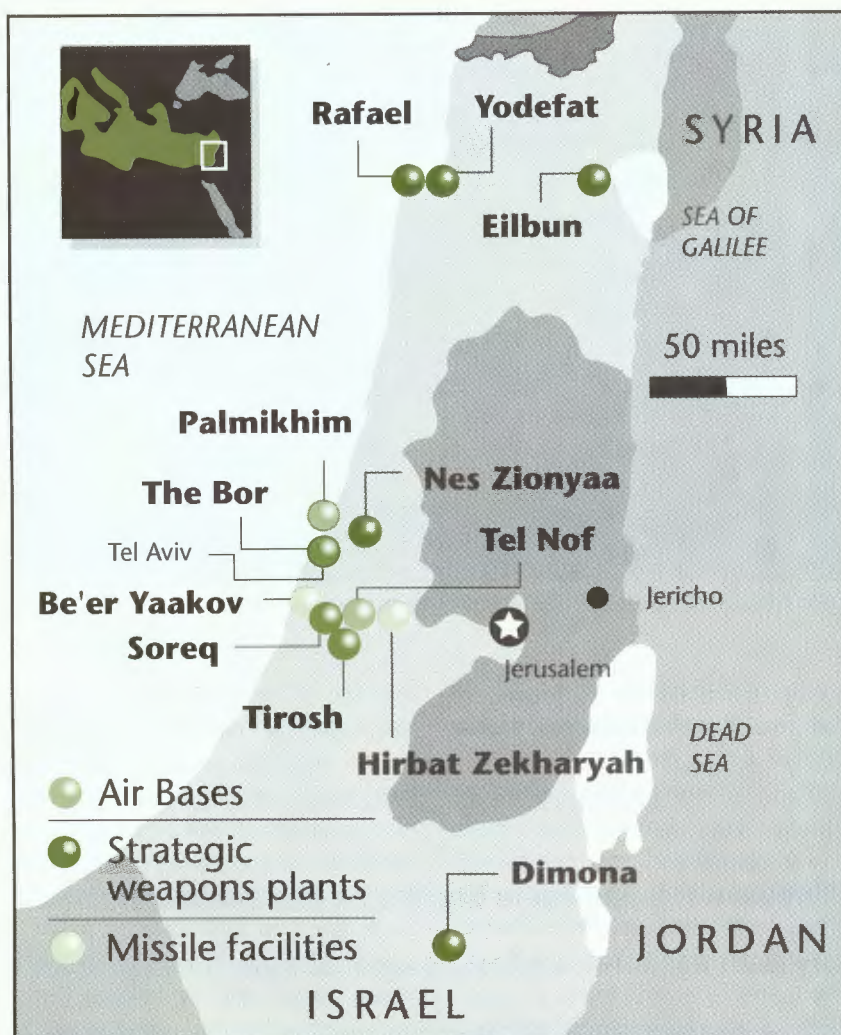 Rafael
Yodefat
SYRIA
Eilbun
SEA OF
GALILEE
MEDITERRANEAN
SEA
50 miles
Palmikhim
Nes Zionyaa
The Bor
Tel Nof
Tel Aviv
Be'er Yaakov
Jericho
Soreq
Jerusalem
Tirosh
DEAD
SEA
Hirbat Zekharyah
Air Bases
Strategic
weapons plants
Dimona
Missile facilities
JORDAN
ISRAEL